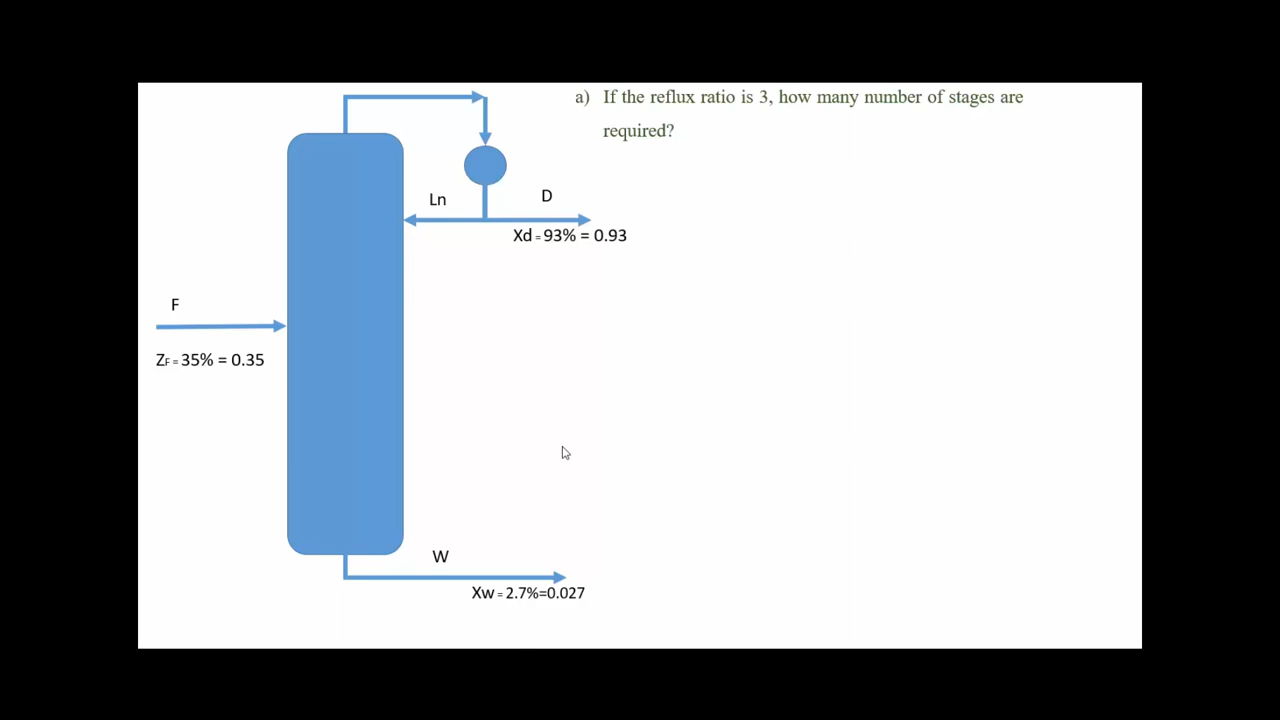 a) If the reflux ratio is 3, how many number of stages are
required?
Ln
D
Xd = 93% = 0.93
F
ZF = 35% = 0.35
W
Xw = 2.7%=0.027